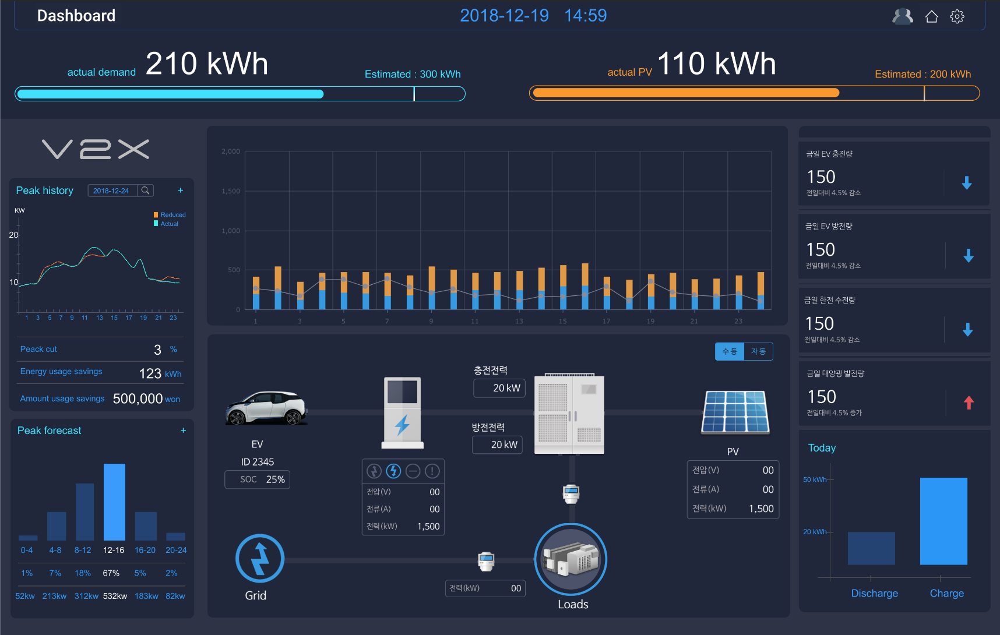 Dashboard
2018-12-19 14:59
actual demand 210 kWh
Estimated : 300 kWh
actual PV 110 kWh
Estimated : 200 kWh
V2X
Peak history
2018-12-24
+
KW
Reduced
Actual
20
10
1 3 5 7 9 11 13 15 17 19 21 23
Peack cut 3 %
Energy usage savings 123 kWh
Amount usage savings 500,000 won
Peak forecast
+
0-4 4-8 8-12 12-16 16-20 20-24
1% 7% 18% 67% 5% 2%
52kw 213kw 312kw 532kw 183kw 82kw
2,000
1,500
1,000
500
0
1 3 5 7 9 11 13 15 17 19 21 23
수동 자동
충전전력
20 kW
방전전력
20 kW
EV
ID 2345
SOC 25%
전압(V) 00
전류(A) 00
전력(kW) 1,500
PV
전압(V) 00
전류(A) 00
전력(kW) 1,500
Grid
전력(kW) 00
Loads
금일 EV 충전량
150
전일대비 4.5% 감소
금일 EV 방전량
150
전일대비 4.5% 감소
금일 한전 수전량
150
전일대비 4.5% 감소
금일 태양광 발전량
150
전일대비 4.5% 증가
Today
50 kWh
20 kWh
Discharge Charge